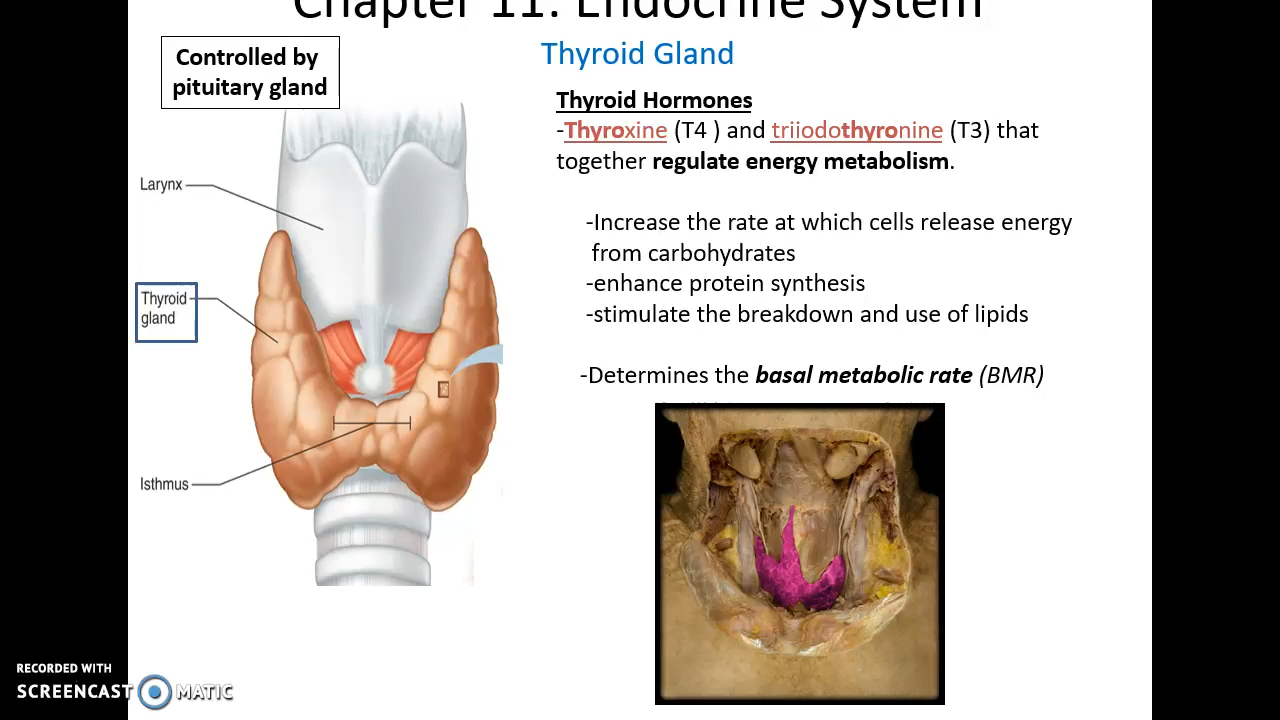 Chapter 11: Endocrine System
Controlled by
pituitary gland
Thyroid Gland
Thyroid Hormones
-Thyroxine (T4 ) and triiodothyronine (T3) that
together regulate energy metabolism.
-Increase the rate at which cells release energy
from carbohydrates
-enhance protein synthesis
-stimulate the breakdown and use of lipids
-Determines the basal metabolic rate (BMR)
Larynx
Thyroid
gland
Isthmus
RECORDED WITH
SCREENCAST MATIC